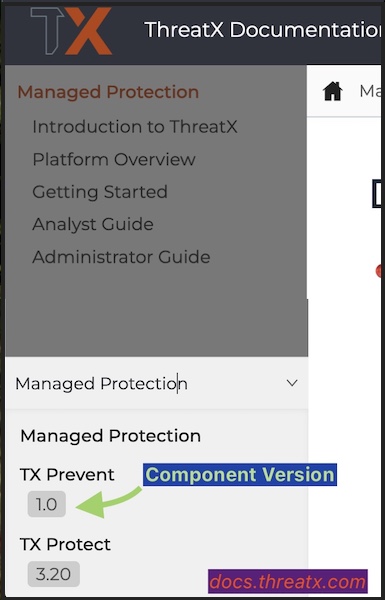 TX
ThreatX Documentatio
Managed Protection
Ma
Introduction to ThreatX
Platform Overview
Getting Started
Analyst Guide
Administrator Guide
Managed Protection
Managed Protection
TX Prevent
Component Version
1.0
TX Protect
3.20
docs.threatx.com